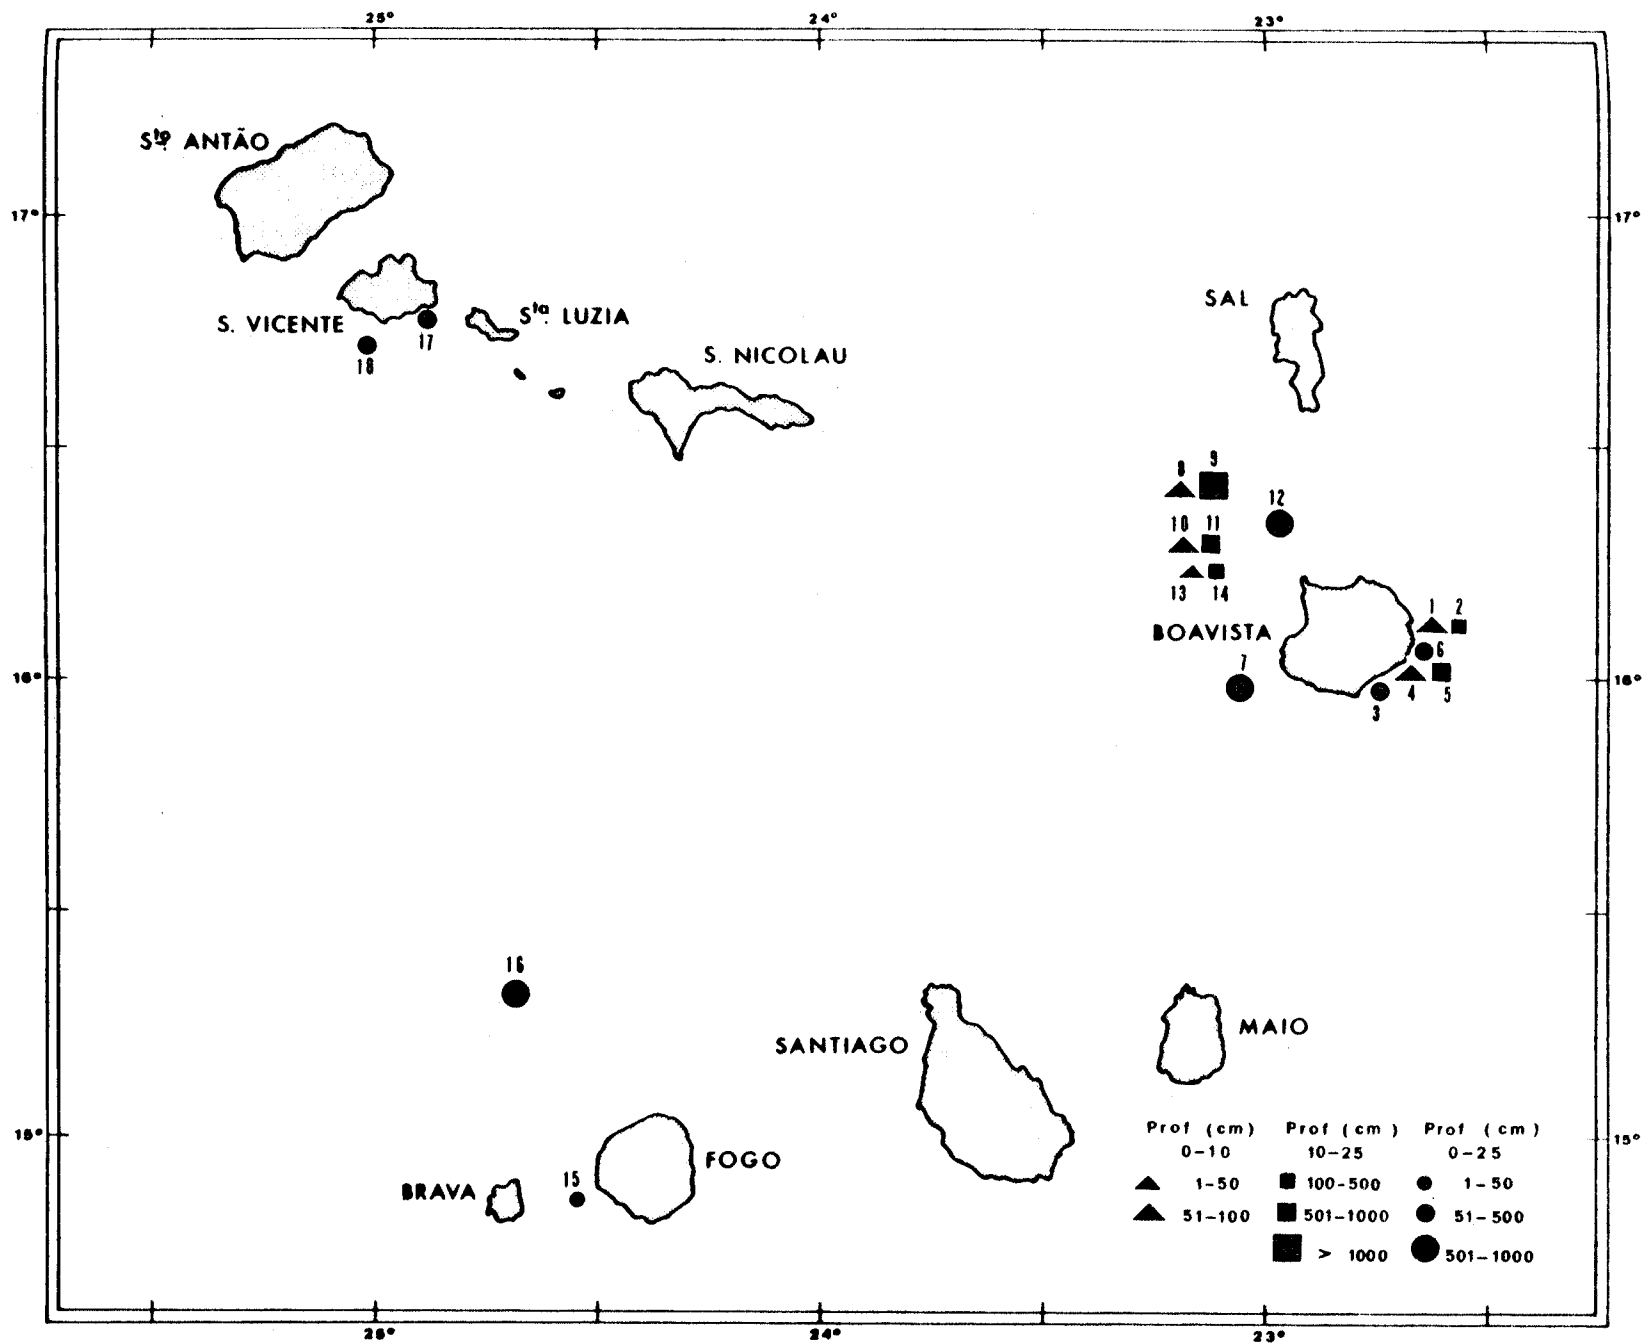 25° 24° 23°
Sto. ANTÃO
17° 17°
SAL
S. VICENTE
Sta. LUZIA
17
18
S. NICOLAU
8 9
12
10 11
13 14
1 2
BOAVISTA
6
7
16° 16°
4 5
3
16
MAIO
SANTIAGO
15° 15°
Prof (cm) Prof (cm) Prof (cm)
0-10 10-25 0-25
FOGO
15
BRAVA
1-50 100-500 1-50
51-100 501-1000 51-500
> 1000 501-1000
25° 24° 23°